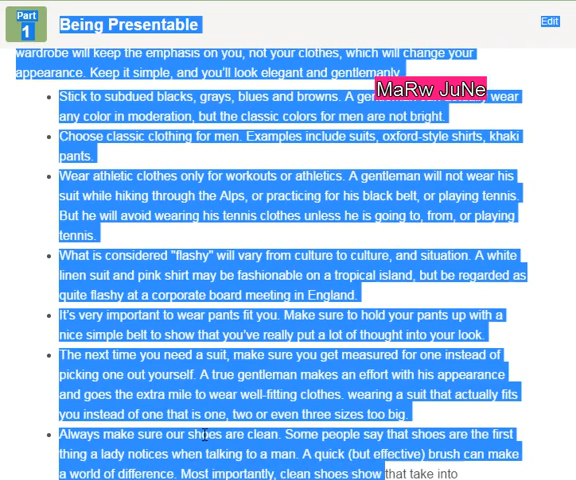 Part
1
Being Presentable
Edit
wardrobe will keep the emphasis on you, not your clothes, which will change your
appearance. Keep it simple, and you'll look elegant and gentlemanly.
MaRw JuNe
Stick to subdued blacks, grays, blues and browns. A wear
any color in moderation, but the classic colors for men are not bright.
Choose classic clothing for men. Examples include suits, oxford-style shirts, khaki
pants.
Wear athletic clothes only for workouts or athletics. A gentleman will not wear his
suit while hiking through the Alps, or practicing for his black belt, or playing tennis.
But he will avoid wearing his tennis clothes unless he is going to, from, or playing
tennis.
What is considered "flashy" will vary from culture to culture, and situation. A white
linen suit and pink shirt may be fashionable on a tropical island, but be regarded as
quite flashy at a corporate board meeting in England.
It's very important to wear pants fit you. Make sure to hold your pants up with a
nice simple belt to show that you've really put a lot of thought into your look.
The next time you need a suit, make sure you get measured for one instead of
picking one out yourself. A true gentleman makes an effort with his appearance
and goes the extra mile to wear well-fitting clothes. wearing a suit that actually fits
you instead of one that is one, two or even three sizes too big.
Always make sure our shoes are clean. Some people say that shoes are the first
thing a lady notices when talking to a man. A quick (but effective) brush can make
a world of difference. Most importantly, clean shoes show that take into